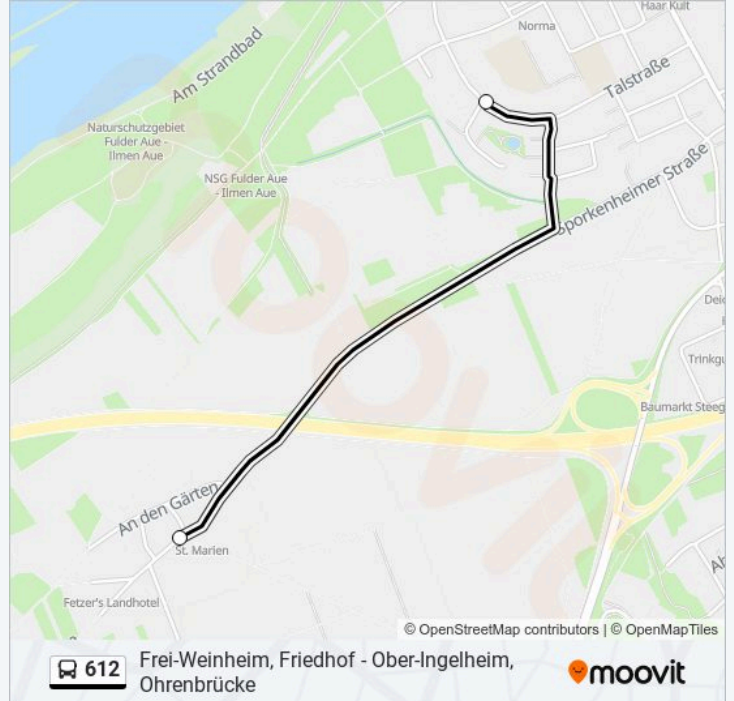 Haar Kult
Norma
Am Strandbad
Talstraße
Naturschutzgebiet
Fulder Aue -
Ilmen Aue
NSG Fulder Aue
- Ilmen Aue
Sporkenheimer Straße
Trinkgu
Baumarkt Steeg
An den Gärten
St. Marien
Fetzer's Landhotel
© OpenStreetMap contributors | © OpenMapTiles
612
Frei-Weinheim, Friedhof - Ober-Ingelheim,
Ohrenbrücke
moovit